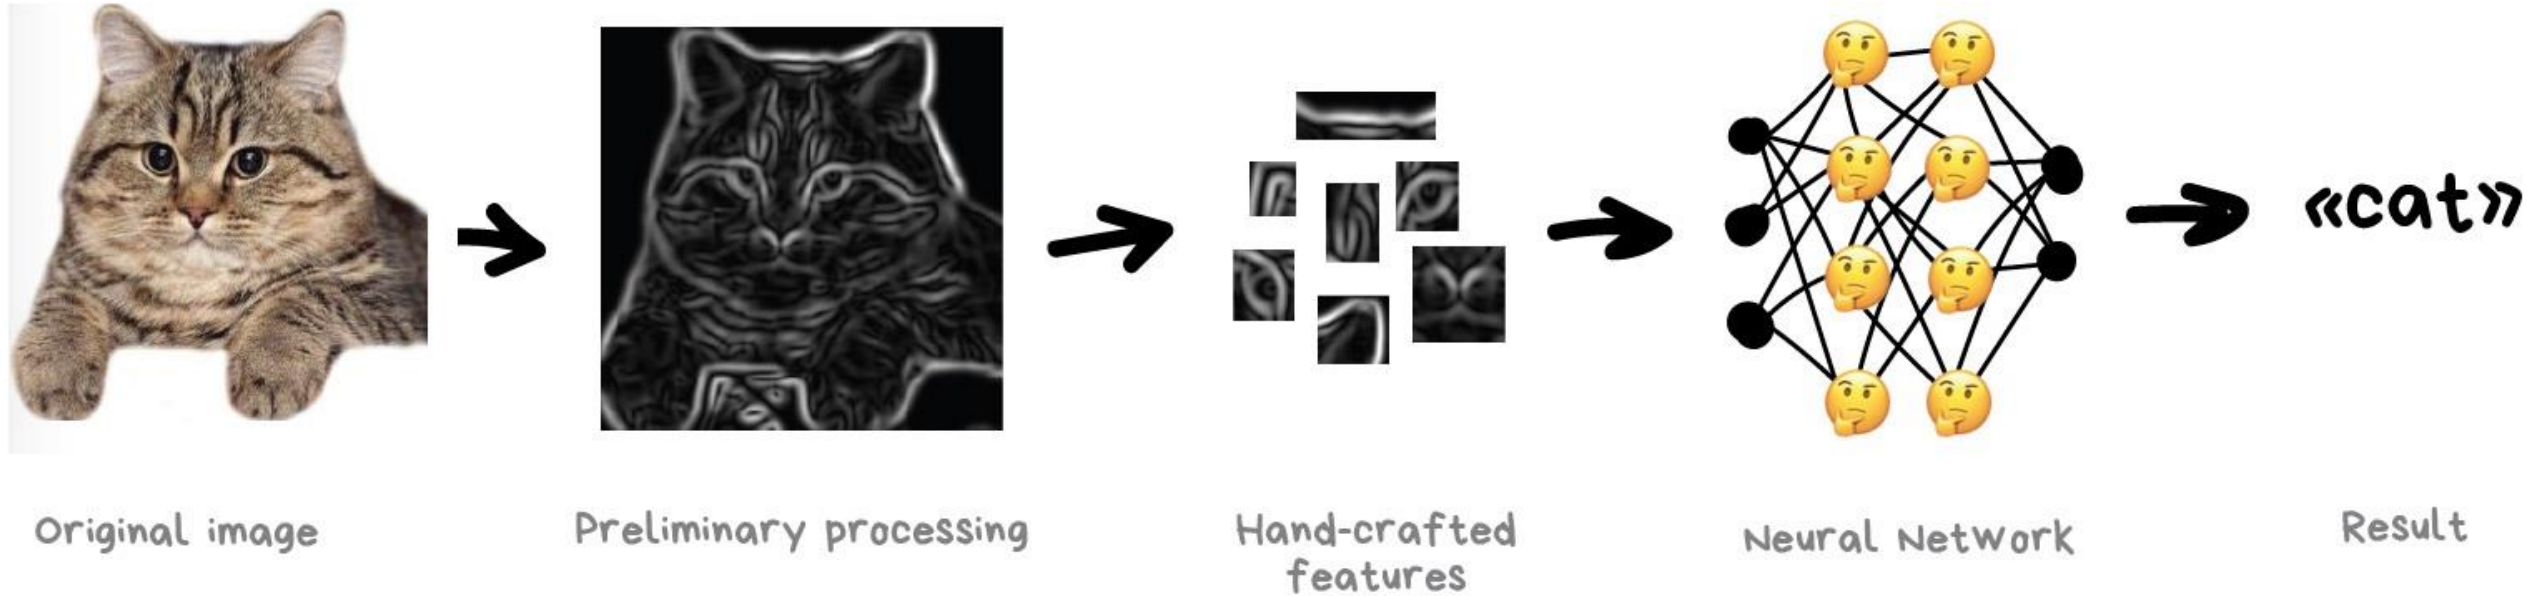 «cat»
Original image
Preliminary processing
Hand-crafted
features
Neural Network
Result